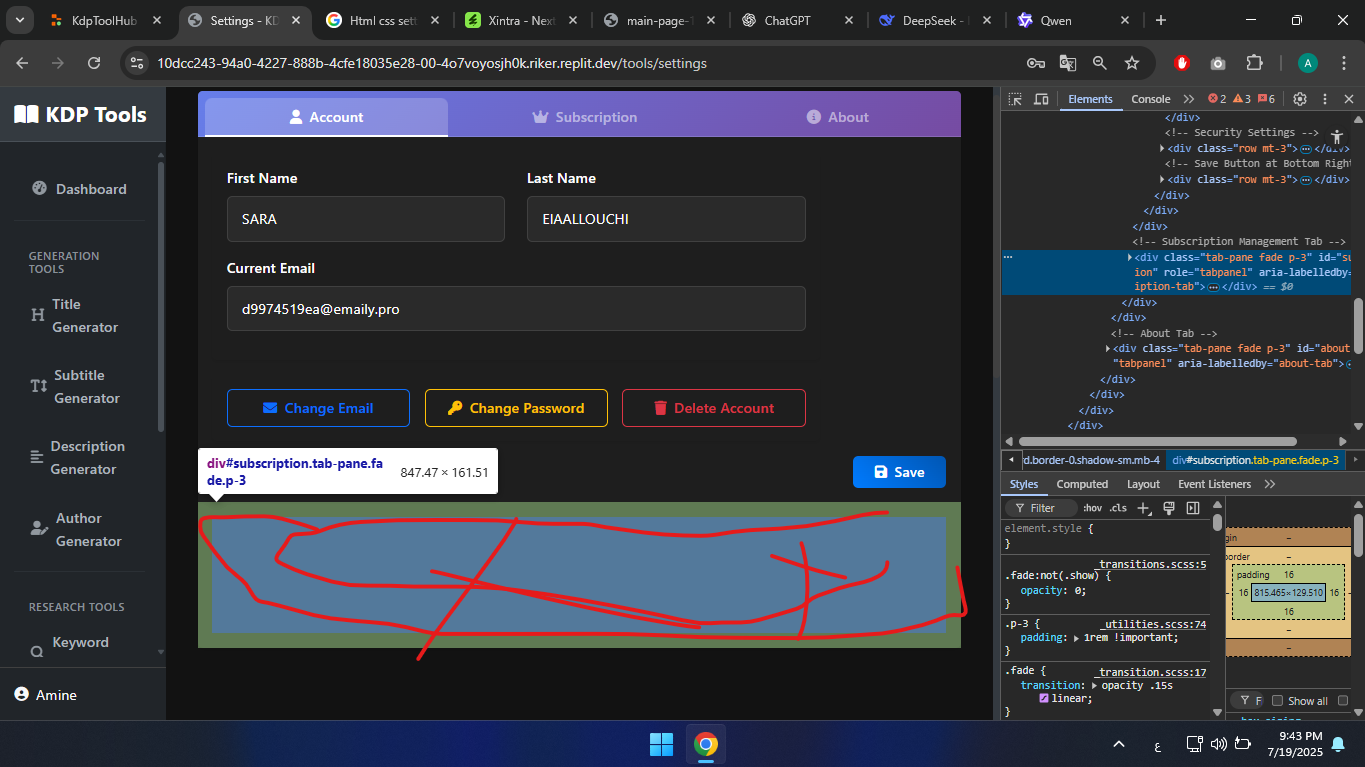 KdpToolHub
Settings - KD
Html css sett
Xintra - Next
main-page-1
ChatGPT
DeepSeek -
Qwen
10dcc243-94a0-4227-888b-4cfe18035e28-00-4o7voyosjh0k.riker.replit.dev/tools/settings
A
KDP Tools
Dashboard
GENERATION
TOOLS
Title
Generator
Subtitle
Generator
Description
Generator
Author
Generator
RESEARCH TOOLS
Keyword
Amine
Account
Subscription
About
First Name
Last Name
SARA
EIAALLOUCHI
Current Email
d9974519ea@emaily.pro
Change Email
Change Password
Delete Account
div#subscription.tab-pane.fa
de.p-3
847.47 × 161.51
Save
Elements
Console
2
3
6
</div>
<!-- Security Settings -->
<div class="row mt-3"> </div>
<!-- Save Button at Bottom Right
<div class="row mt-3"> </div>
</div>
</div>
</div>
<!-- Subscription Management Tab -->
<div class="tab-pane fade p-3" id="su
ion" role="tabpanel" aria-labelledby=
iption-tab"> </div> == $0
</div>
</div>
<!-- About Tab -->
<div class="tab-pane fade p-3" id="about
"tabpanel" aria-labelledby="about-tab">
</div>
</div>
</div>
</div>
rd.border-0.shadow-sm.mb-4
div#subscription.tab-pane.fade.p-3
Styles
Computed
Layout
Event Listeners
Filter
:hov
.cls
element.style {
}
_transitions.scss:5
.fade:not(.show) {
opacity: 0;
}
.p-3 {
_utilities.scss:74
padding: 1rem !important;
}
.fade {
_transition.scss:17
transition: opacity .15s
linear;
}
gin
–
order
–
padding
16
16
815.465×129.510
16
16
–
–
F
Show all
ع
9:43 PM
7/19/2025